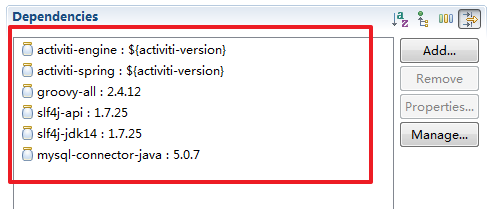 Dependencies
activiti-engine : ${activiti-version}
activiti-spring : ${activiti-version}
groovy-all : 2.4.12
slf4j-api : 1.7.25
slf4j-jdk14 : 1.7.25
mysql-connector-java : 5.0.7
Add...
Remove
Properties...
Manage...